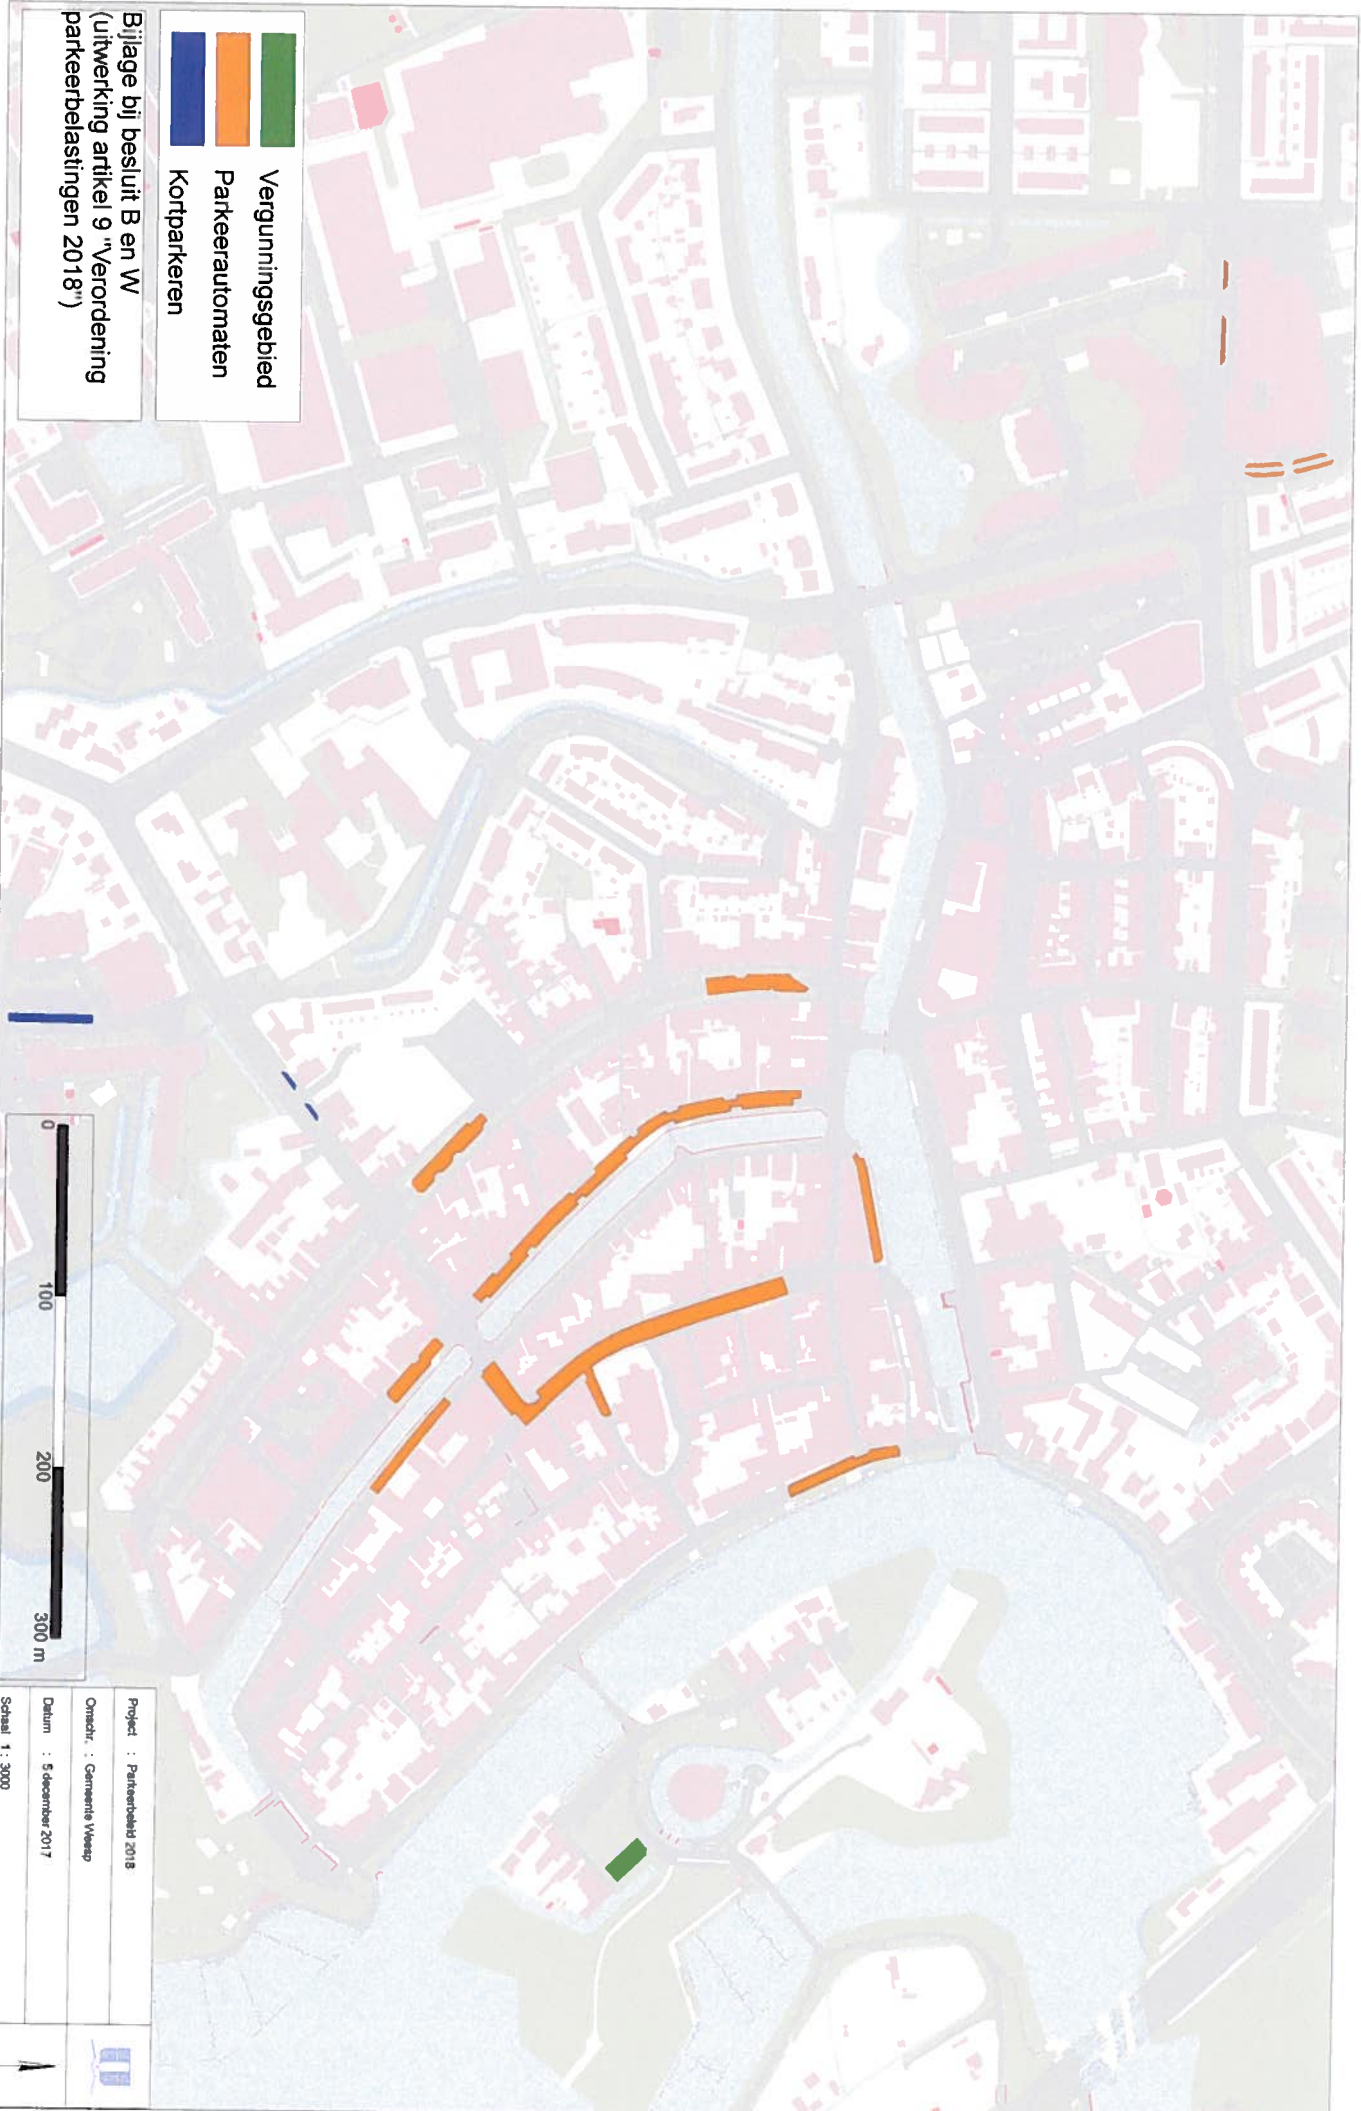 Vergunningsgebied
Parkeerautomaten
Kortparkeren
Bijlage bij besluit B en W
(uitwerking artikel 9 "Verordening
parkeerbelastingen 2018")
0 100 200 300 m
Project : Parkeerbeleid 2018
Omschr. : Gemeente Weesp
Datum : 5 december 2017
Schaal 1 : 3000